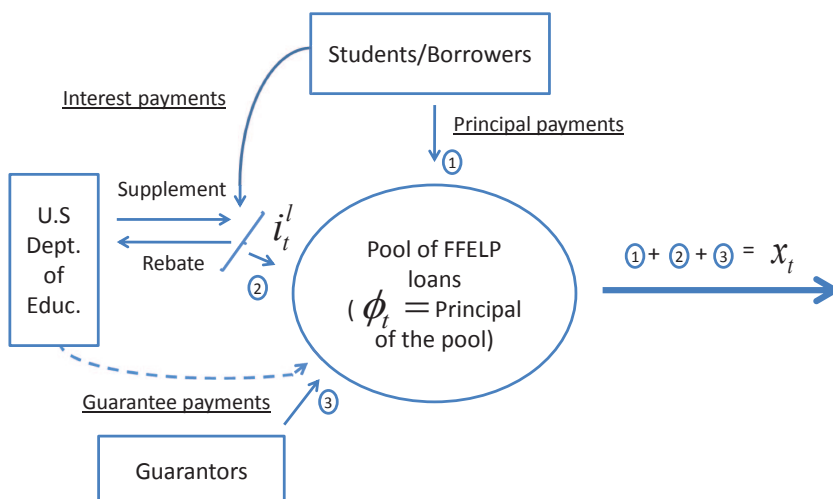 Students/Borrowers
Interest payments
Principal payments
①
U.S
Dept.
of
Educ.
Supplement
Rebate
i_t^l
②
Pool of FFELP
loans
( ϕ_t = Principal
of the pool)
① + ② + ③ = x_t
Guarantee payments
③
Guarantors